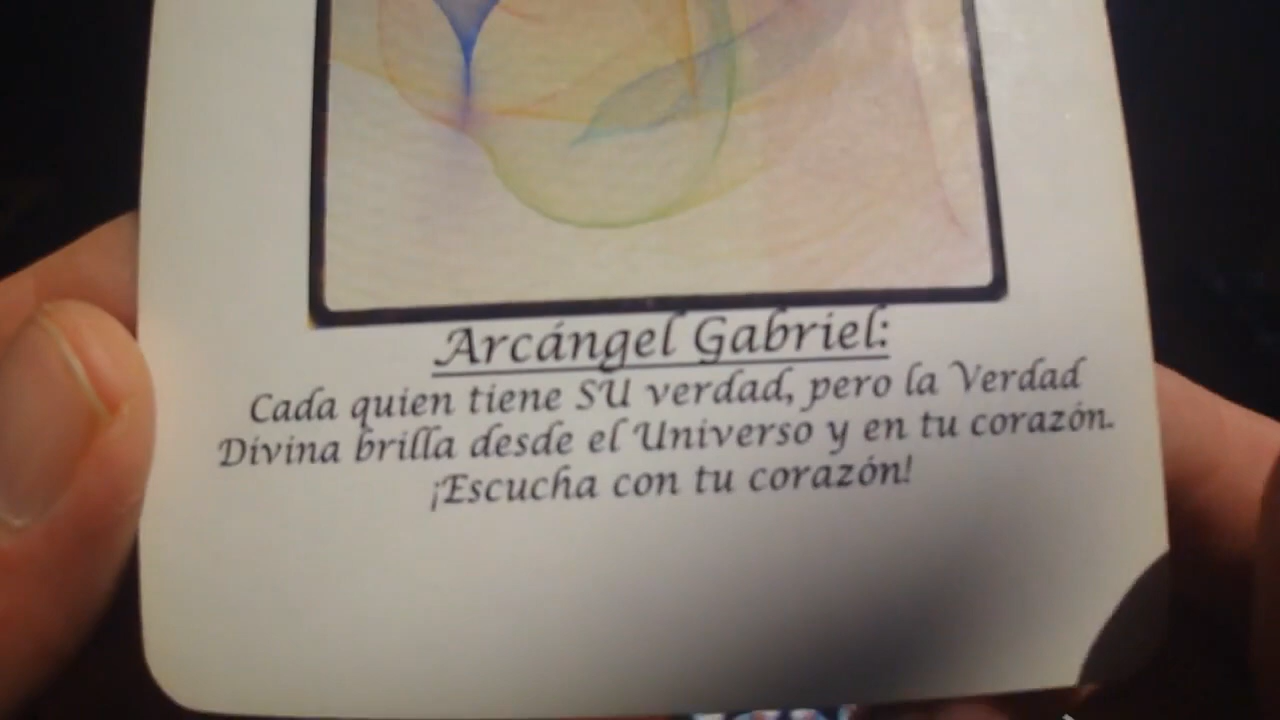 Arcángel Gabriel:
Cada quien tiene SU verdad, pero la Verdad
Divina brilla desde el Universo y en tu corazón.
¡Escucha con tu corazón!